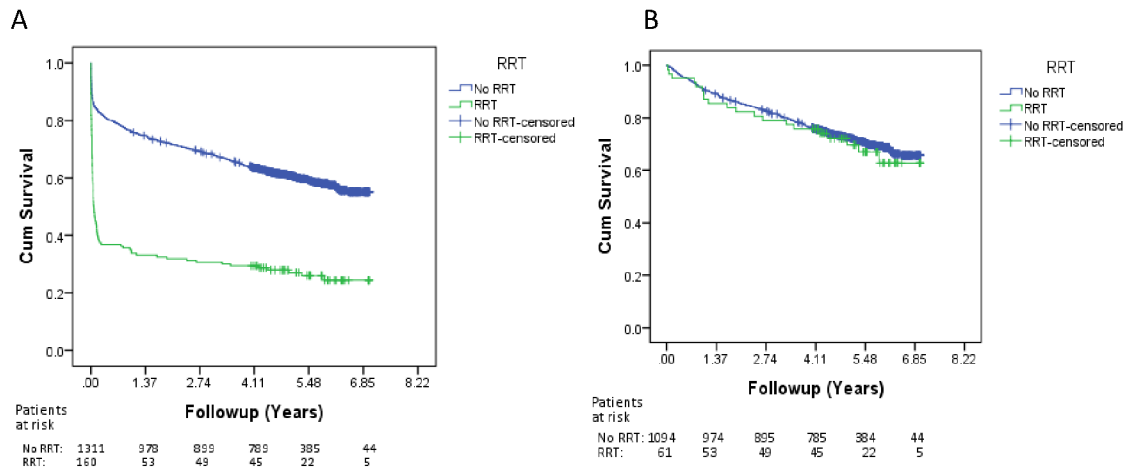 A
RRT
No RRT
RRT
No RRT-censored
RRT-censored
Cum Survival
1.0
0.8
0.6
0.4
0.2
0.0
.00 1.37 2.74 4.11 5.48 6.85 8.22
Followup (Years)
Patients
at risk
No RRT: 1311 978 899 789 385 44
RRT: 160 53 49 45 22 5
B
RRT
No RRT
RRT
No RRT-censored
RRT-censored
Cum Survival
1.0
0.8
0.6
0.4
0.2
0.0
.00 1.37 2.74 4.11 5.48 6.85 8.22
Followup (Years)
Patients
at risk
No RRT: 1094 974 895 785 384 44
RRT: 61 53 49 45 22 5